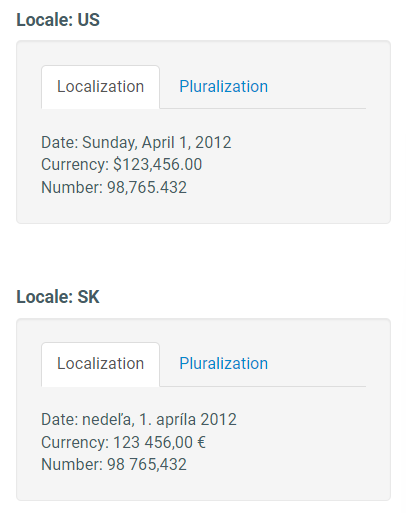 Locale: US
Localization Pluralization
Date: Sunday, April 1, 2012
Currency: $123,456.00
Number: 98,765.432
Locale: SK
Localization Pluralization
Date: nedeľa, 1. apríla 2012
Currency: 123 456,00 €
Number: 98 765,432